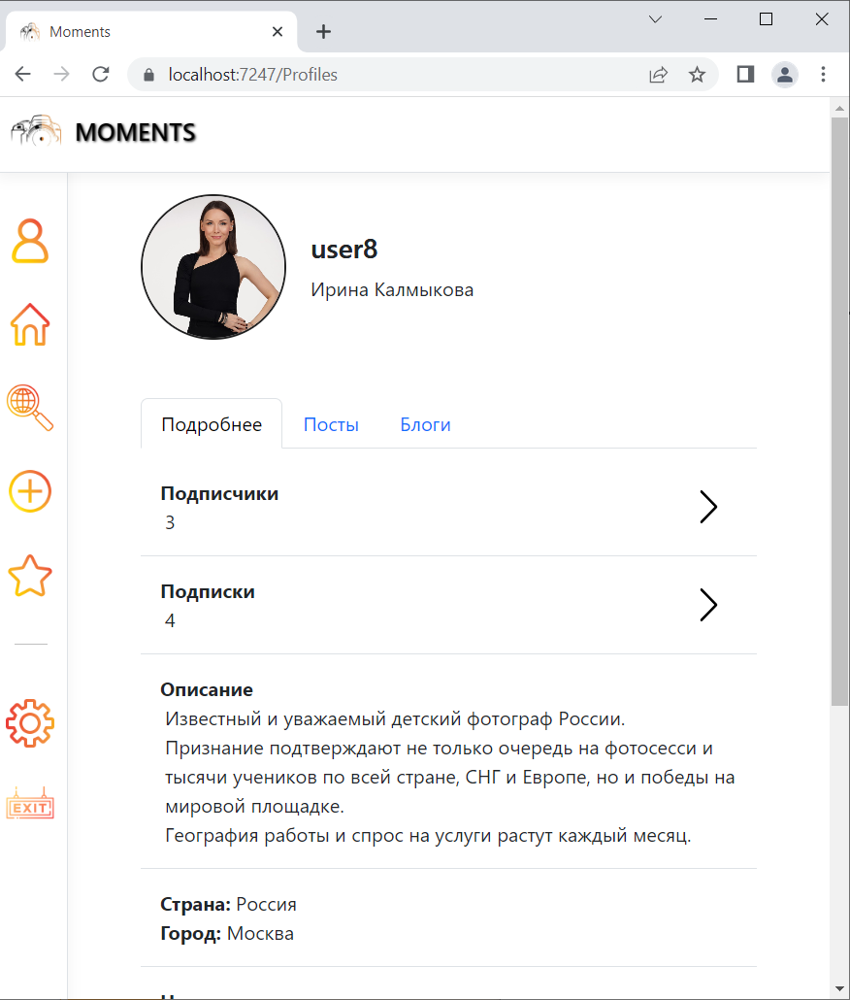 Moments
localhost:7247/Profiles
MOMENTS
user8
Ирина Калмыкова
Подробнее Посты Блоги
Подписчики
3
Подписки
4
Описание
Известный и уважаемый детский фотограф России.
Признание подтверждают не только очередь на фотосесси и
тысячи учеников по всей стране, СНГ и Европе, но и победы на
мировой площадке.
География работы и спрос на услуги растут каждый месяц.
EXIT
Страна: Россия
Город: Москва